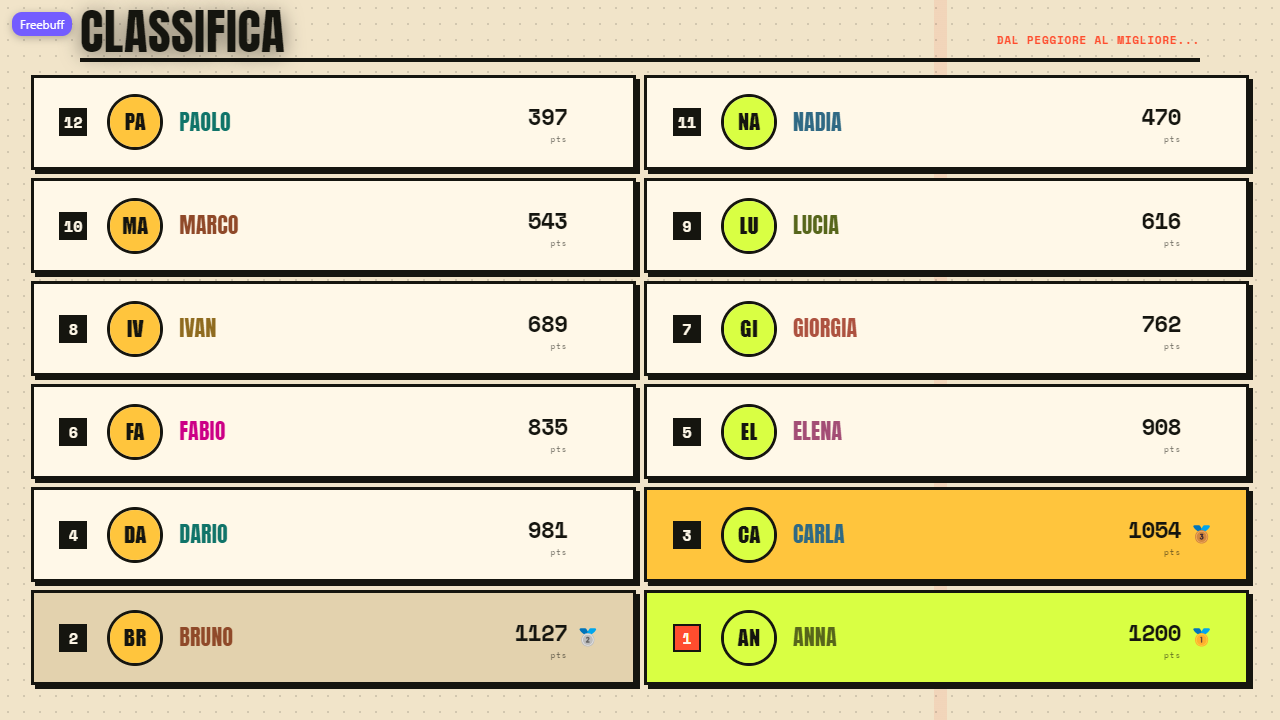 Freebuff
CLASSIFICA
DAL PEGGIORE AL MIGLIORE...
12 PA PAOLO 397 pts
11 NA NADIA 470 pts
10 MA MARCO 543 pts
9 LU LUCIA 616 pts
8 IV IVAN 689 pts
7 GI GIORGIA 762 pts
6 FA FABIO 835 pts
5 EL ELENA 908 pts
4 DA DARIO 981 pts
3 CA CARLA 1054 pts 3
2 BR BRUNO 1127 pts 2
1 AN ANNA 1200 pts 1